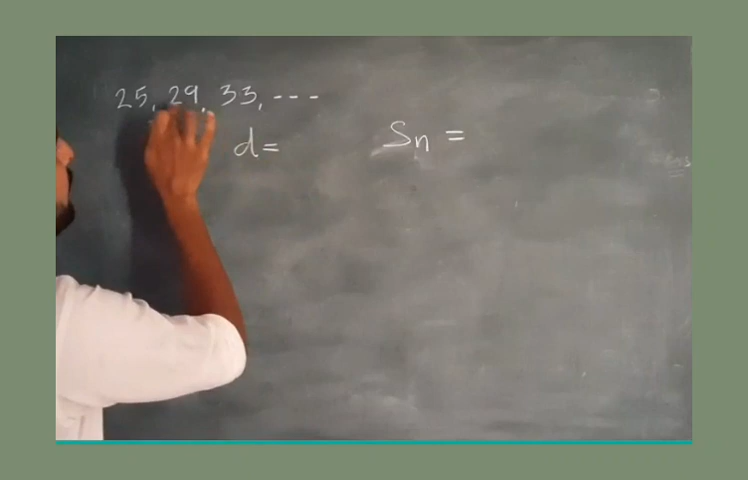 25, 29, 33, ---
d= Sn =